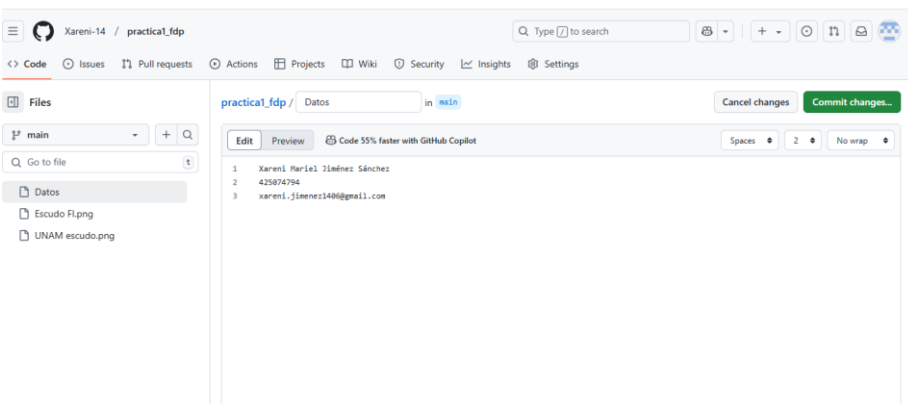 Xareni-14 / practica1_fdp
Type / to search
Code
Issues
Pull requests
Actions
Projects
Wiki
Security
Insights
Settings
Files
main
Go to file
t
Datos
Escudo FI.png
UNAM escudo.png
practica1_fdp / Datos in main
Cancel changes
Commit changes...
Edit
Preview
Code 55% faster with GitHub Copilot
Spaces
2
No wrap
1 Xareni Mariel Jiménez Sánchez
2 425074794
3 xareni.jimenez1406@gmail.com